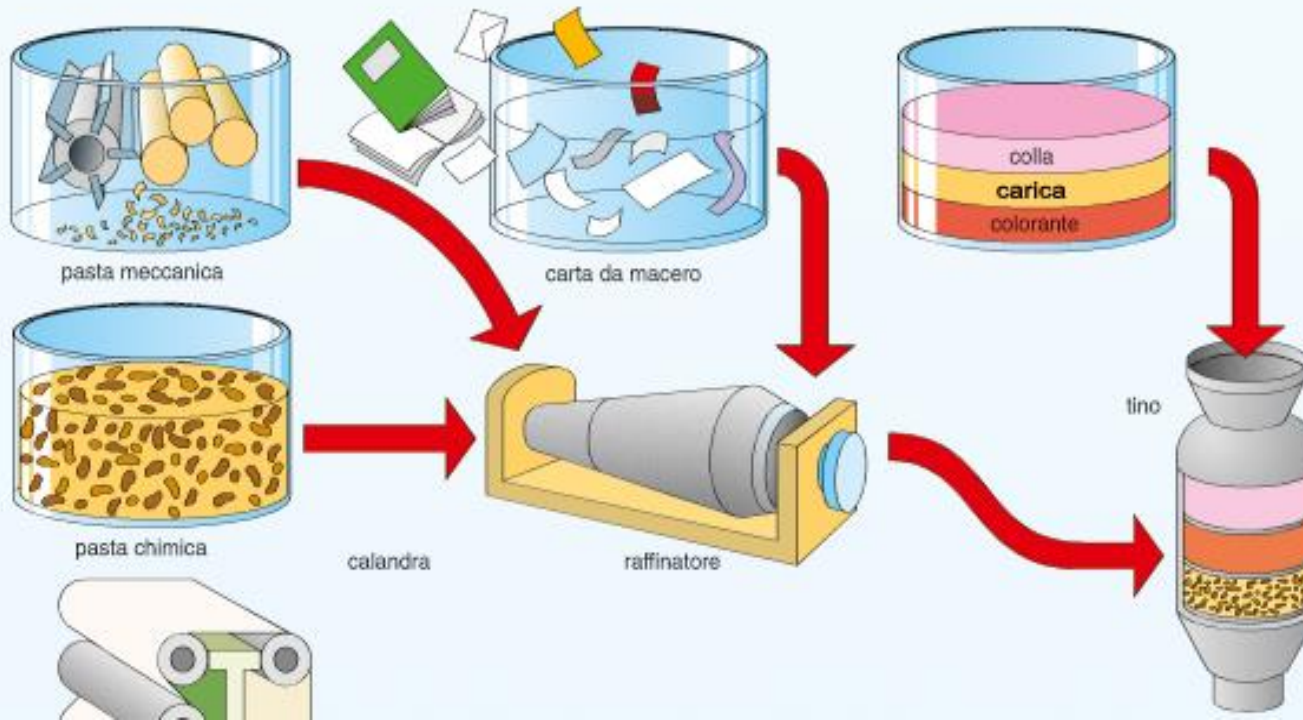 colla
carica
colorante
pasta meccanica
carta da macero
tino
pasta chimica
calandra
raffinatore